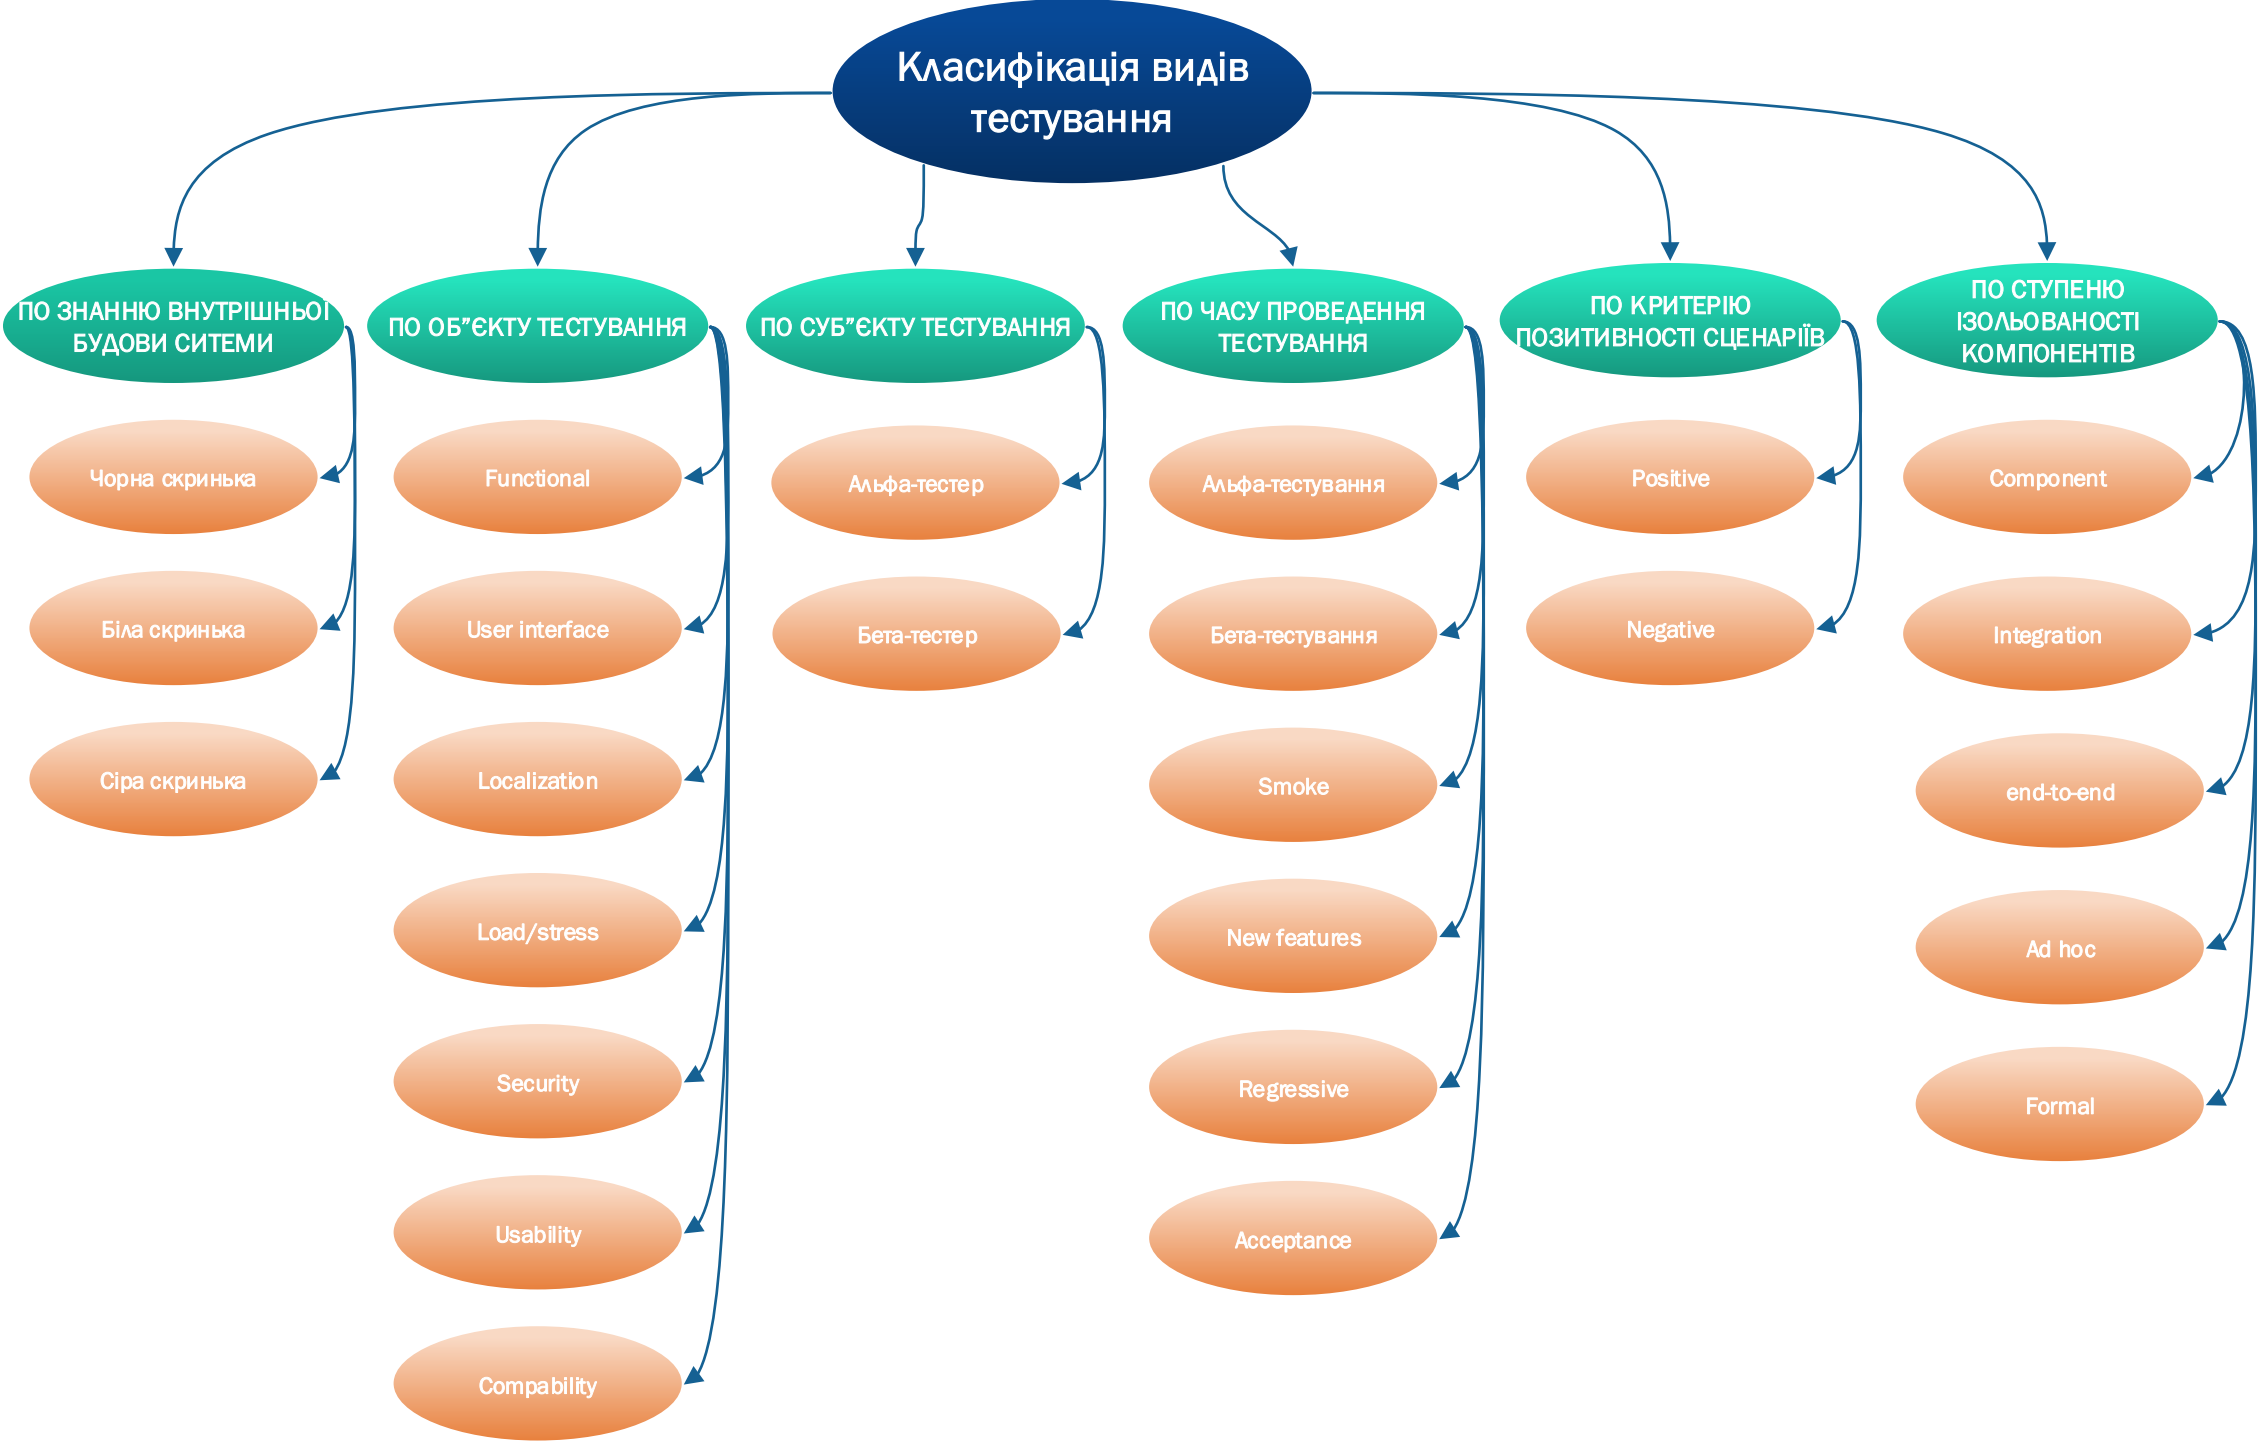 Класифікація видів
тестування
ПО ЗНАННЮ ВНУТРІШНЬОЇ
БУДОВИ СИТЕМИ
Чорна скринька
Біла скринька
Сіра скринька
ПО ОБ”ЄКТУ ТЕСТУВАННЯ
Functional
User interface
Localization
Load/stress
Security
Usability
Compability
ПО СУБ”ЄКТУ ТЕСТУВАННЯ
Альфа-тестер
Бета-тестер
ПО ЧАСУ ПРОВЕДЕННЯ
ТЕСТУВАННЯ
Альфа-тестування
Бета-тестування
Smoke
New features
Regressive
Acceptance
ПО КРИТЕРІЮ
ПОЗИТИВНОСТІ СЦЕНАРІЇВ
Positive
Negative
ПО СТУПЕНЮ
ІЗОЛЬОВАНОСТІ
КОМПОНЕНТІВ
Component
Integration
end-to-end
Ad hoc
Formal